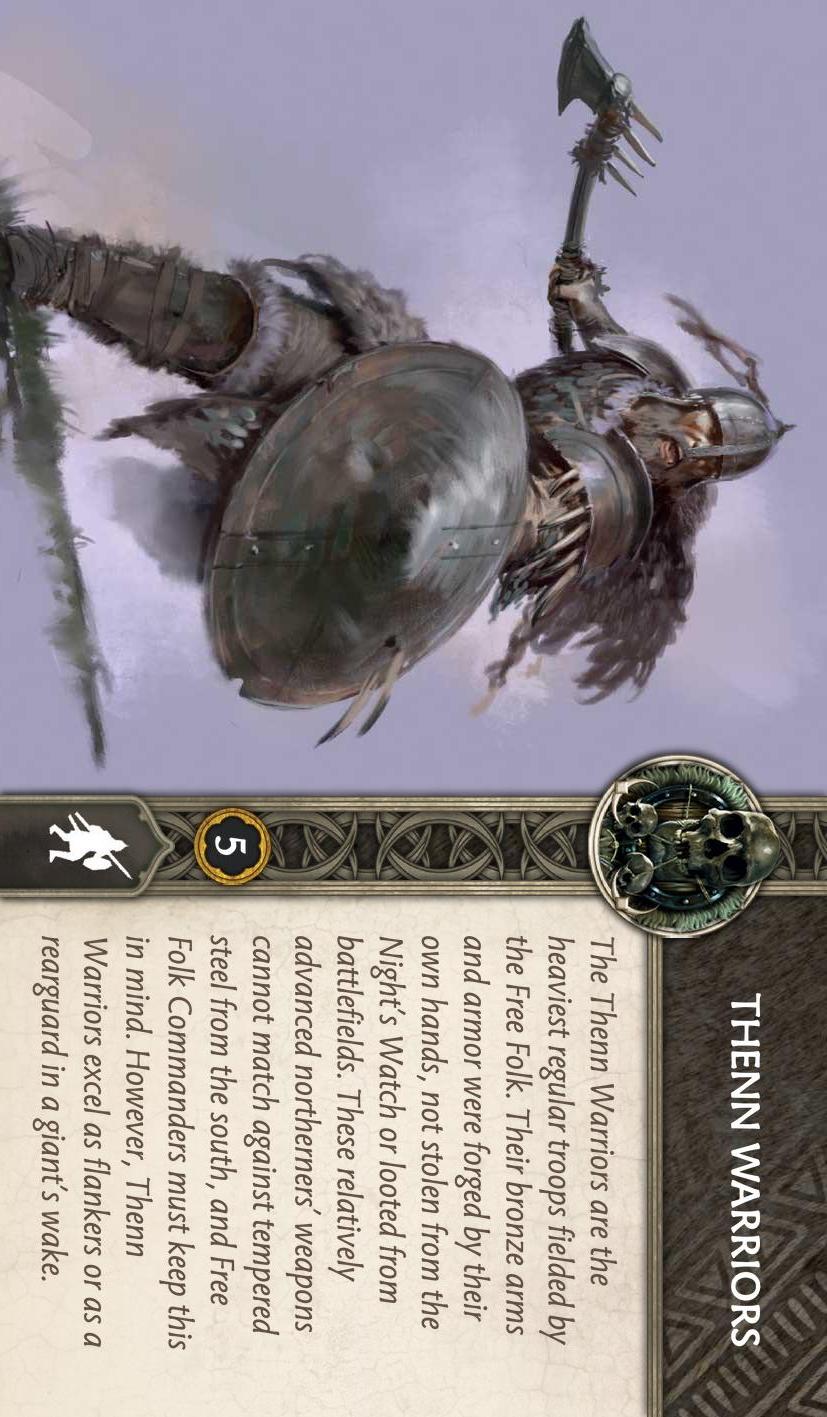 THENN WARRIORS
The Thenn Warriors are the
heaviest regular troops fielded by
the Free Folk. Their bronze arms
and armor were forged by their
own hands, not stolen from the
Night's Watch or looted from
battlefields. These relatively
advanced northerners' weapons
cannot match against tempered
steel from the south, and Free
Folk Commanders must keep this
in mind. However, Thenn
Warriors excel as flankers or as a
rearguard in a giant's wake.
5